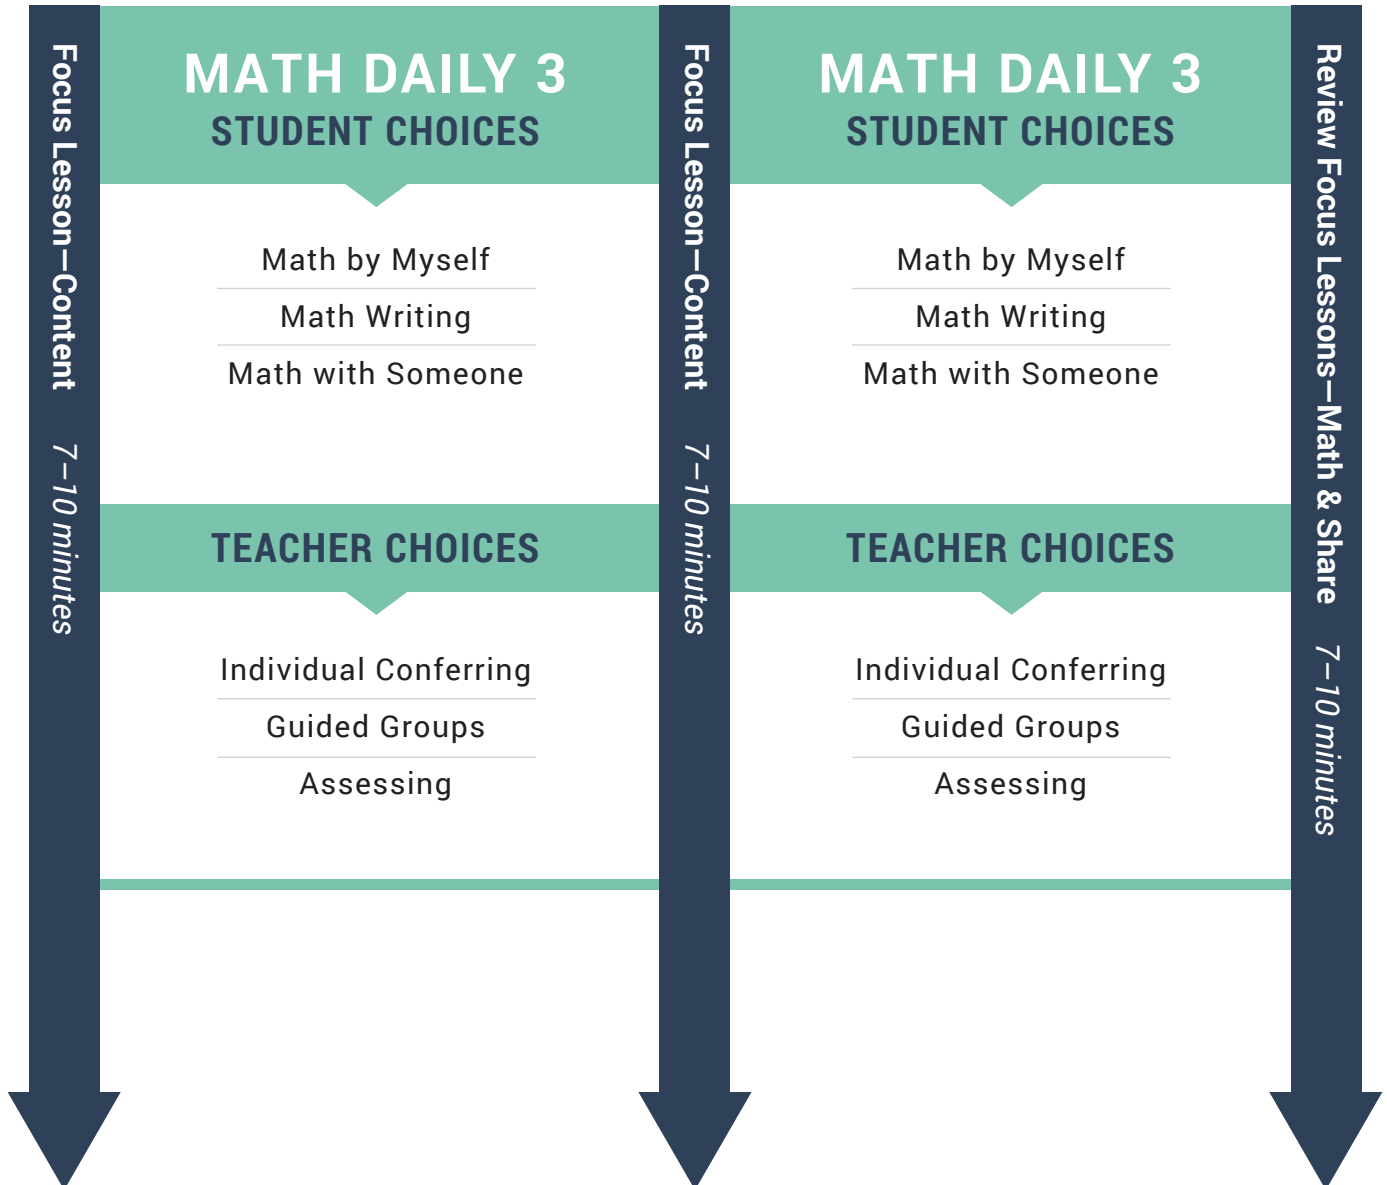 Focus Lesson—Content 7–10 minutes
MATH DAILY 3
STUDENT CHOICES
Math by Myself
Math Writing
Math with Someone
TEACHER CHOICES
Individual Conferring
Guided Groups
Assessing
Focus Lesson—Content 7–10 minutes
MATH DAILY 3
STUDENT CHOICES
Math by Myself
Math Writing
Math with Someone
TEACHER CHOICES
Individual Conferring
Guided Groups
Assessing
Review Focus Lessons—Math & Share 7–10 minutes